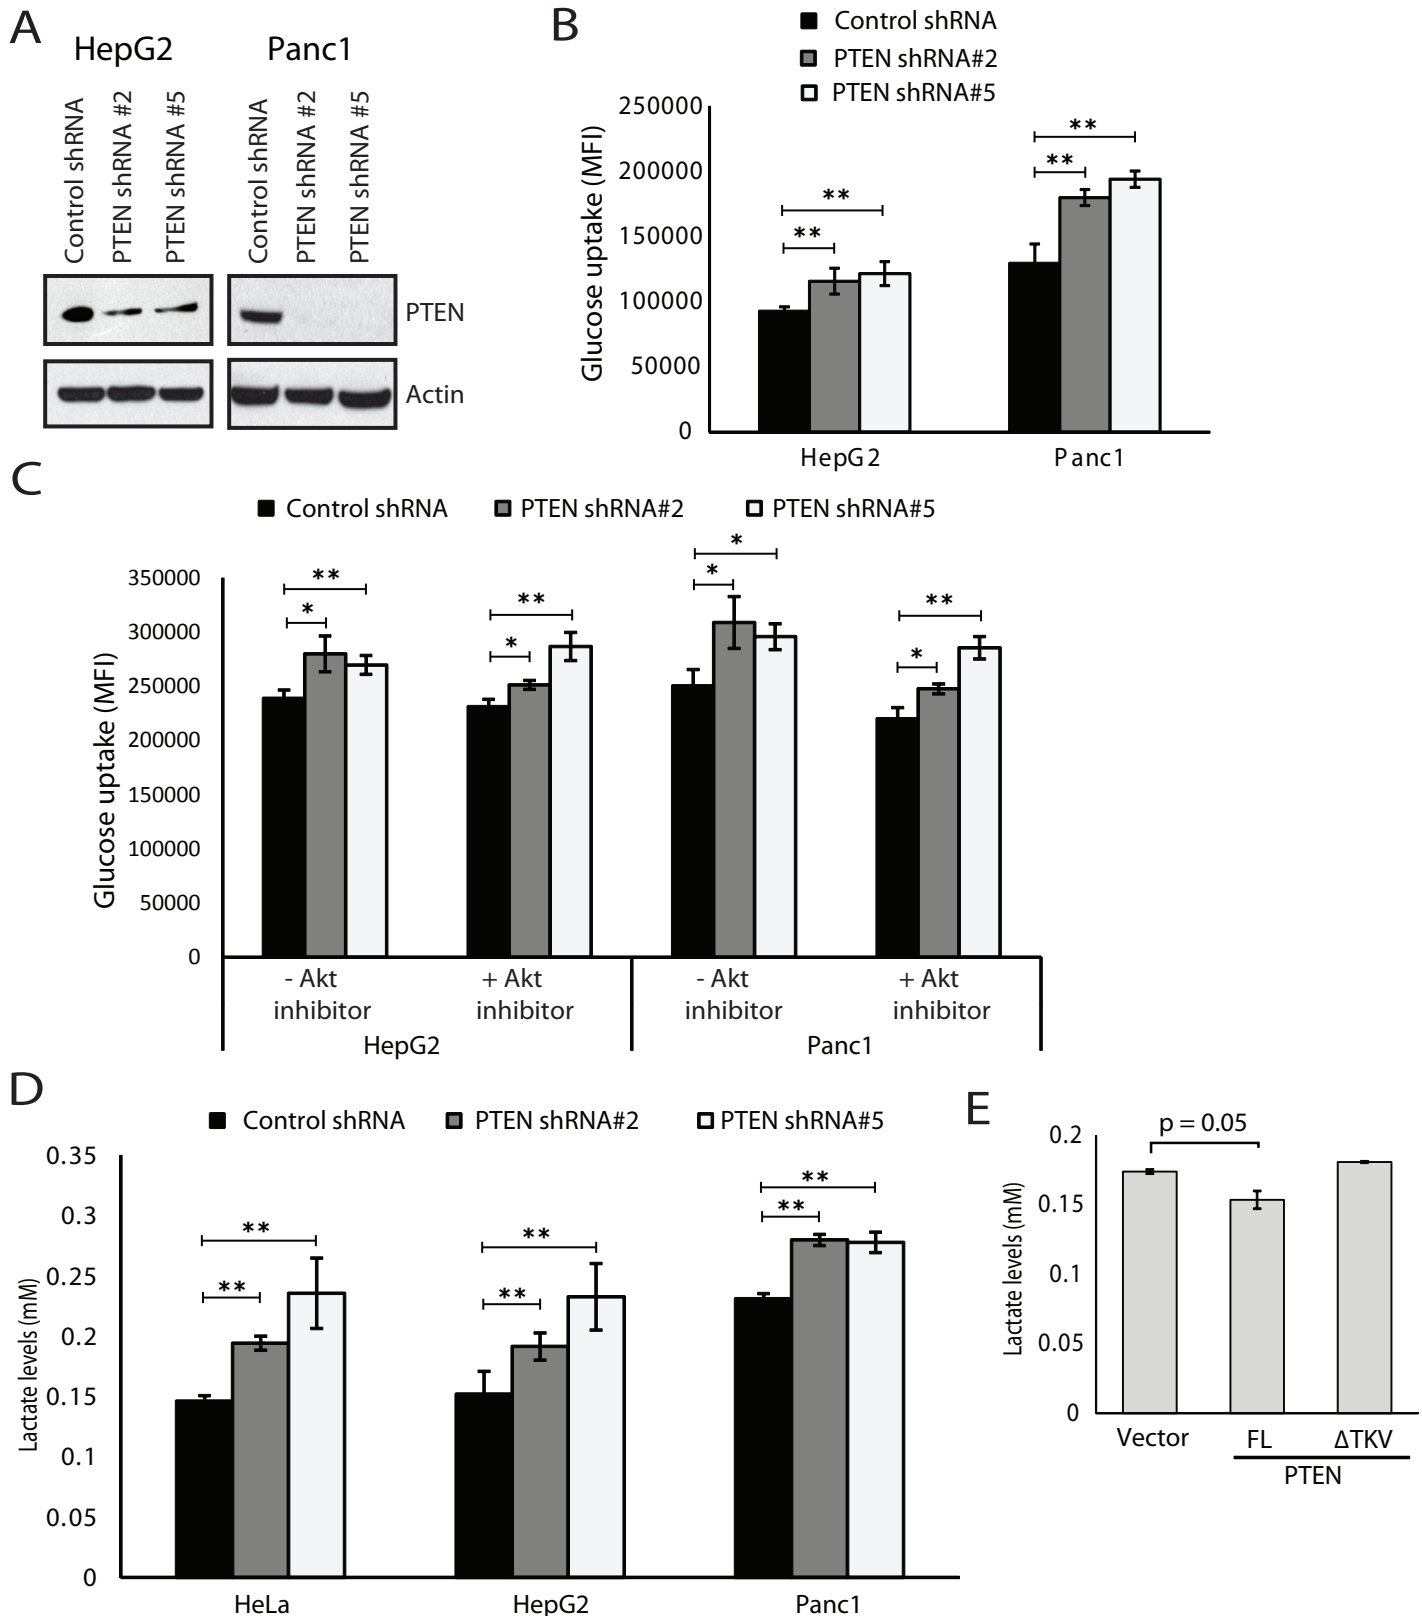 A
HepG2 Panc1
Control shRNA
PTEN shRNA #2
PTEN shRNA #5
Control shRNA
PTEN shRNA #2
PTEN shRNA #5
PTEN
Actin
B
Control shRNA
PTEN shRNA#2
PTEN shRNA#5
Glucose uptake (MFI)
250000
200000
150000
100000
50000
0
** ** ** **
HepG2 Panc1
C
Control shRNA PTEN shRNA#2 PTEN shRNA#5
Glucose uptake (MFI)
350000
300000
250000
200000
150000
100000
50000
0
** * ** * * * ** *
- Akt inhibitor
+ Akt inhibitor
- Akt inhibitor
+ Akt inhibitor
HepG2 Panc1
D
Control shRNA PTEN shRNA#2 PTEN shRNA#5
Lactate levels (mM)
0.35
0.3
0.25
0.2
0.15
0.1
0.05
0
** ** ** ** ** **
HeLa HepG2 Panc1
E
p = 0.05
Lactate levels (mM)
0.2
0.15
0.1
0.05
0
Vector FL ΔTKV
PTEN